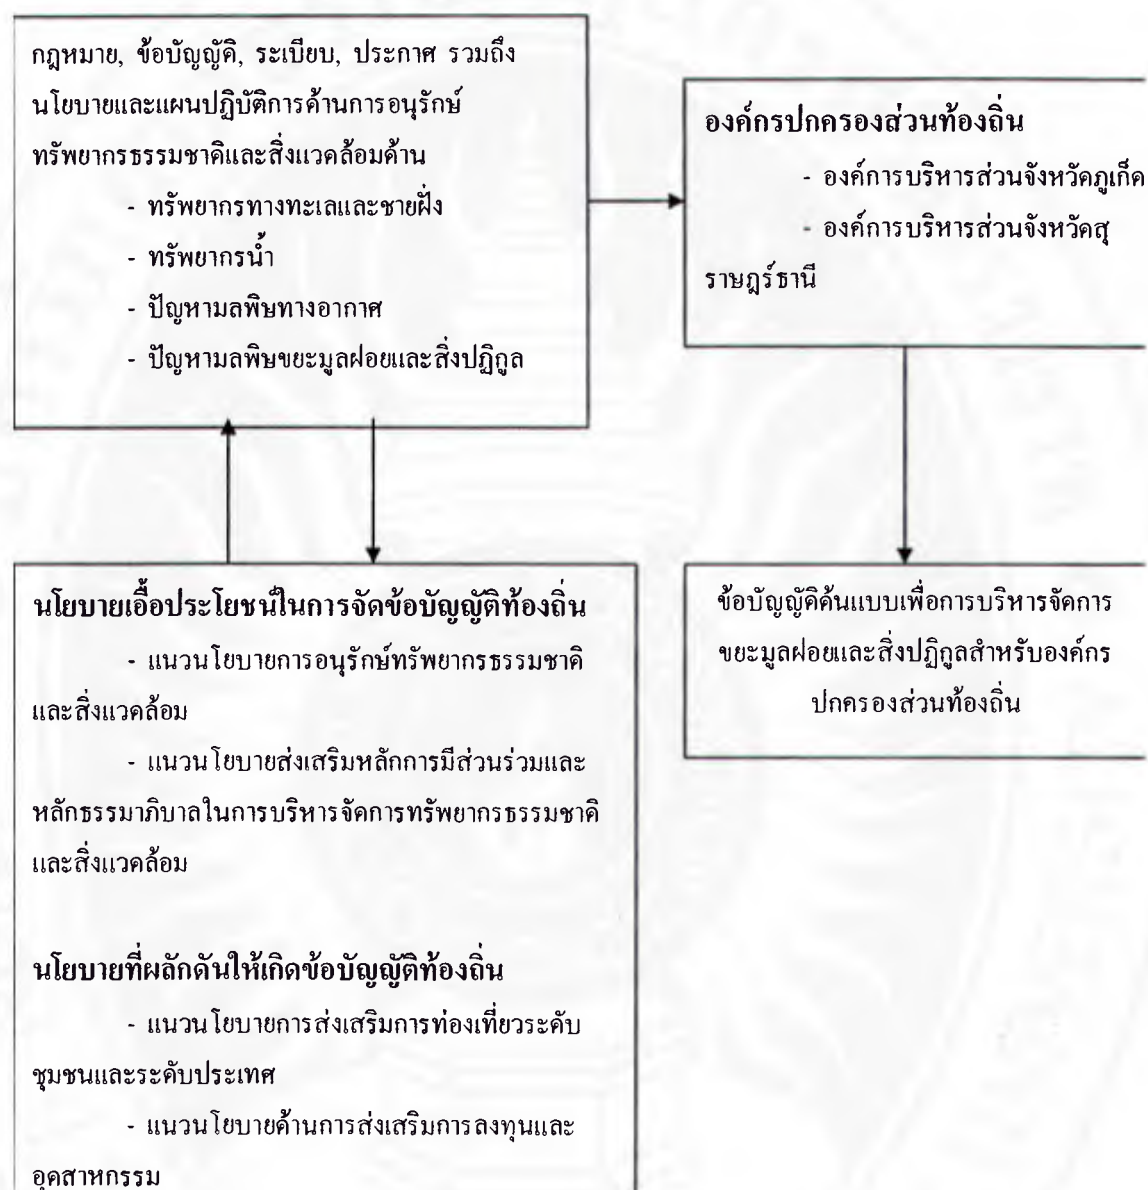 กฎหมาย, ข้อบัญญัติ, ระเบียบ, ประกาศ รวมถึง
นโยบายและแผนปฏิบัติการด้านการอนุรักษ์
ทรัพยากรธรรมชาติและสิ่งแวดล้อมด้าน
- ทรัพยากรทางทะเลและชายฝั่ง
- ทรัพยากรน้ำ
- ปัญหามลพิษทางอากาศ
- ปัญหามลพิษขยะมูลฝอยและสิ่งปฏิกูล
องค์กรปกครองส่วนท้องถิ่น
- องค์การบริหารส่วนจังหวัดภูเก็ต
- องค์การบริหารส่วนจังหวัดสุ
ราษฎร์ธานี
นโยบายเอื้อประโยชน์ในการจัดข้อบัญญัติท้องถิ่น
- แนวนโยบายการอนุรักษ์ทรัพยากรธรรมชาติ
และสิ่งแวดล้อม
- แนวนโยบายส่งเสริมหลักการมีส่วนร่วมและ
หลักธรรมาภิบาลในการบริหารจัดการทรัพยากรธรรมชาติ
และสิ่งแวดล้อม
นโยบายที่ผลักดันให้เกิดข้อบัญญัติท้องถิ่น
- แนวนโยบายการส่งเสริมการท่องเที่ยวระดับ
ชุมชนและระดับประเทศ
- แนวนโยบายด้านการส่งเสริมการลงทุนและ
อุตสาหกรรม
ข้อบัญญัติต้นแบบเพื่อการบริหารจัดการ
ขยะมูลฝอยและสิ่งปฏิกูลสำหรับองค์กร
ปกครองส่วนท้องถิ่น